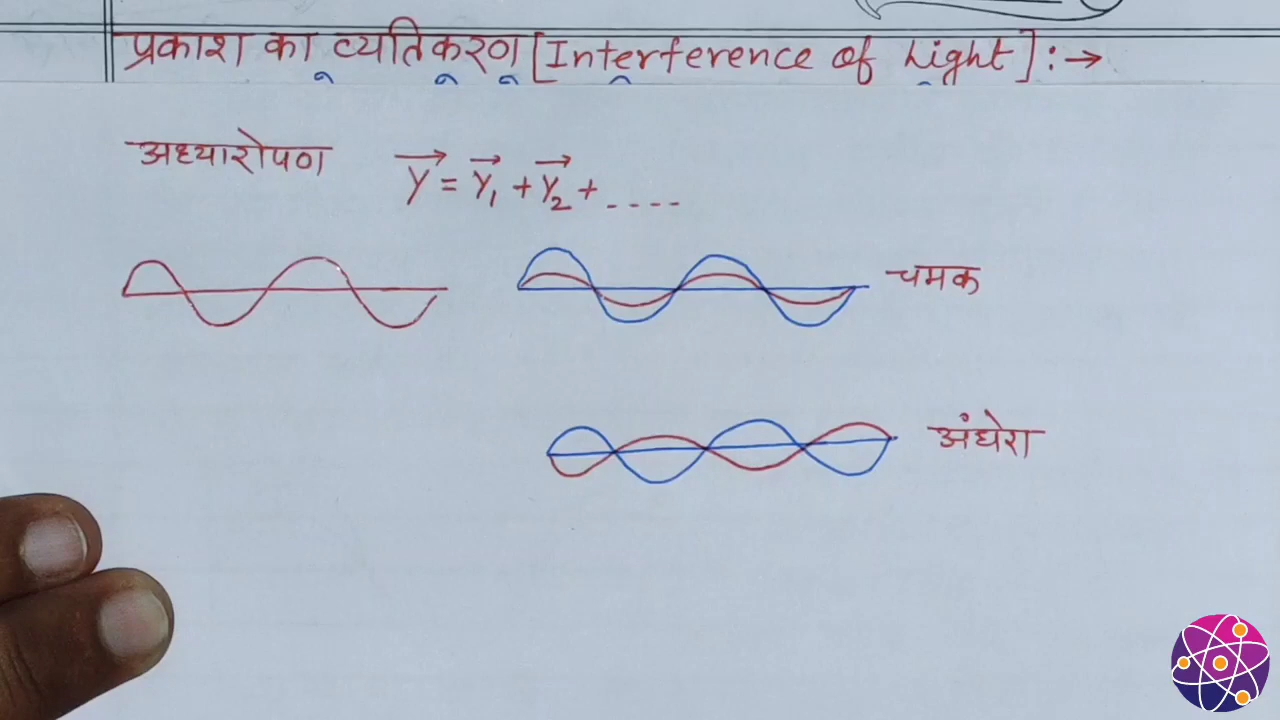 प्रकाश का व्यतिकरण [Interference of Light] :→
अध्यारोपण Y⃗ = Y⃗₁ + Y⃗₂ + ....
चमक
अंधेरा